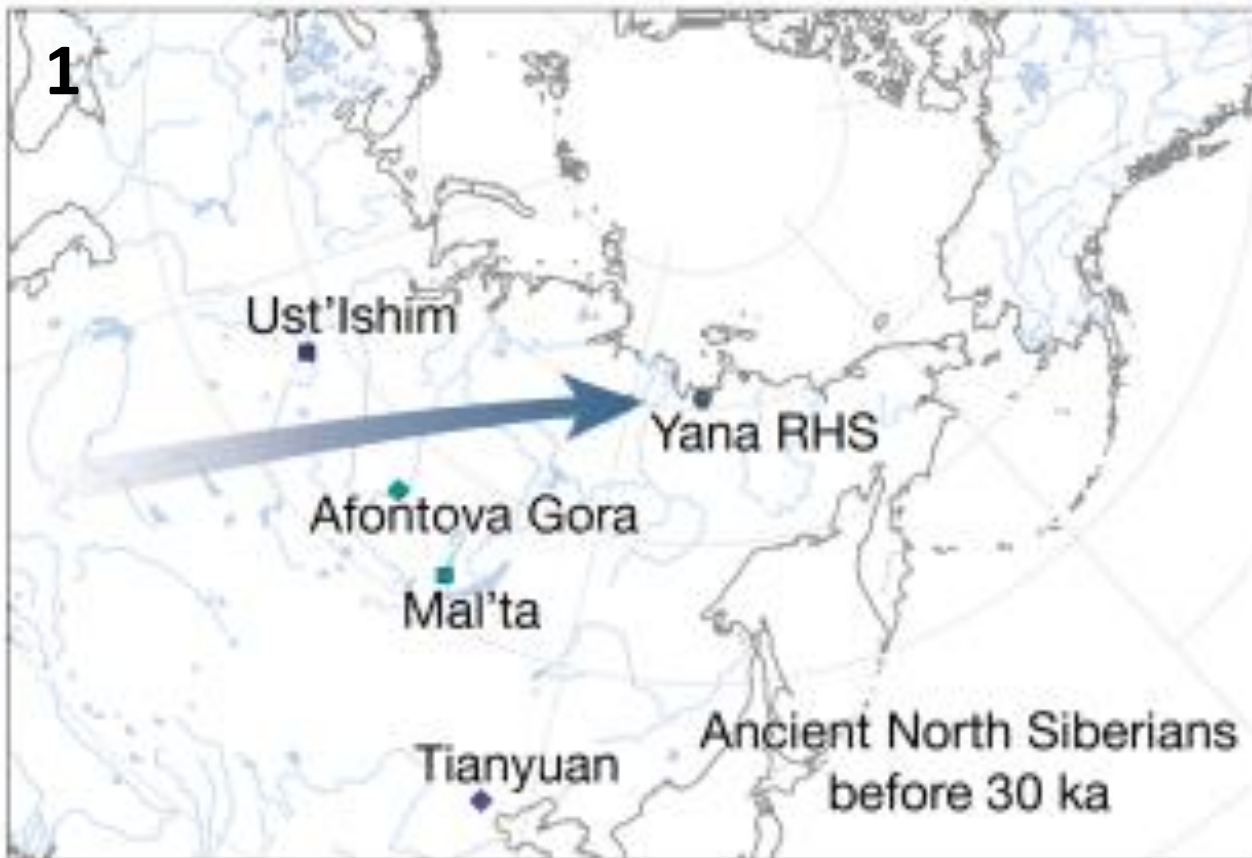 1
Ust'Ishim
Yana RHS
Afontova Gora
Mal'ta
Tianyuan
Ancient North Siberians
before 30 ka